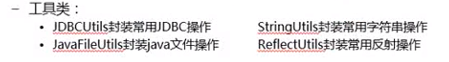 – 工具类：
• JDBCUtils封装常用JDBC操作 StringUtils封装常用字符串操作
• JavaFileUtils封装java文件操作 ReflectUtils封装常用反射操作